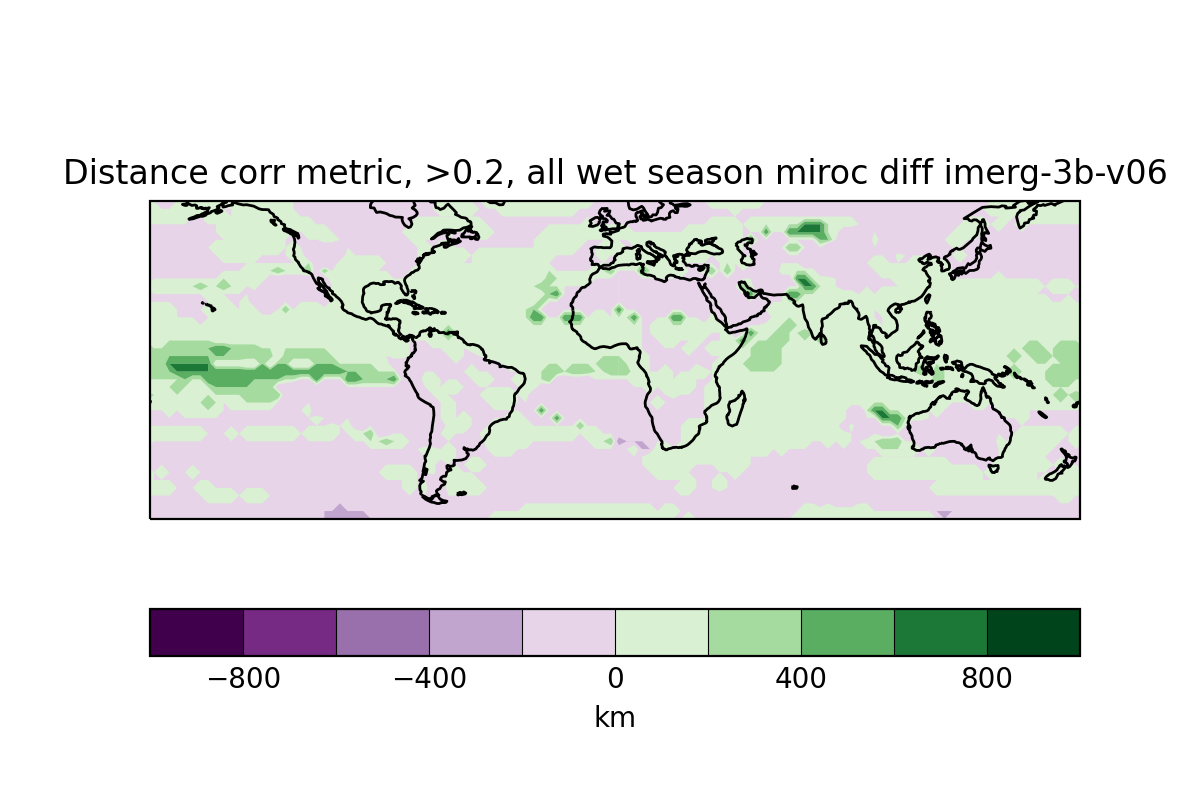 Distance corr metric, >0.2, all wet season miroc diff imerg-3b-v06
−800 −400 0 400 800
km